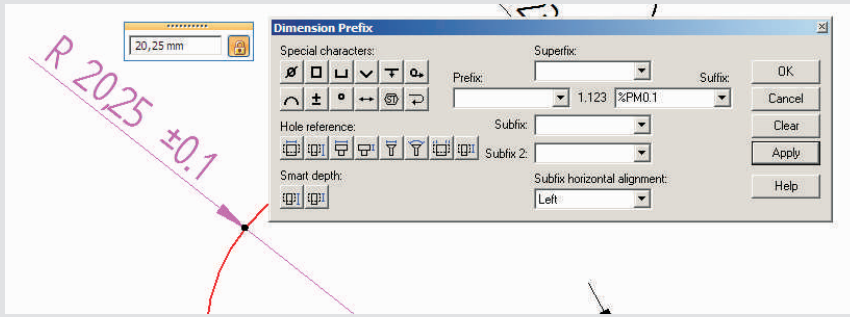 20,25 mm
R 20,25 ±0.1
Dimension Prefix
Special characters:
Superfix:
Prefix:
Suffix:
1.123
%PM0.1
Hole reference:
Subfix:
Subfix 2:
Smart depth:
Subfix horizontal alignment:
Left
OK
Cancel
Clear
Apply
Help